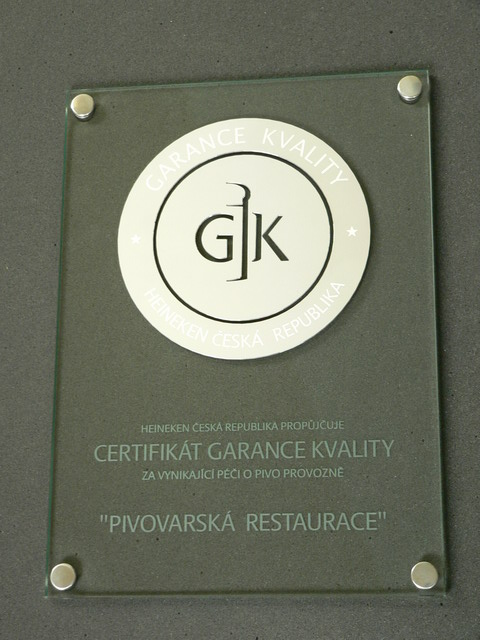 GARANCE KVALITY
GK
HEINEKEN ČESKÁ REPUBLIKA
HEINEKEN ČESKÁ REPUBLIKA PROPŮJČUJE
CERTIFIKÁT GARANCE KVALITY
ZA VYNIKAJÍCÍ PÉČI O PIVO PROVOZNĚ
"PIVOVARSKÁ RESTAURACE"